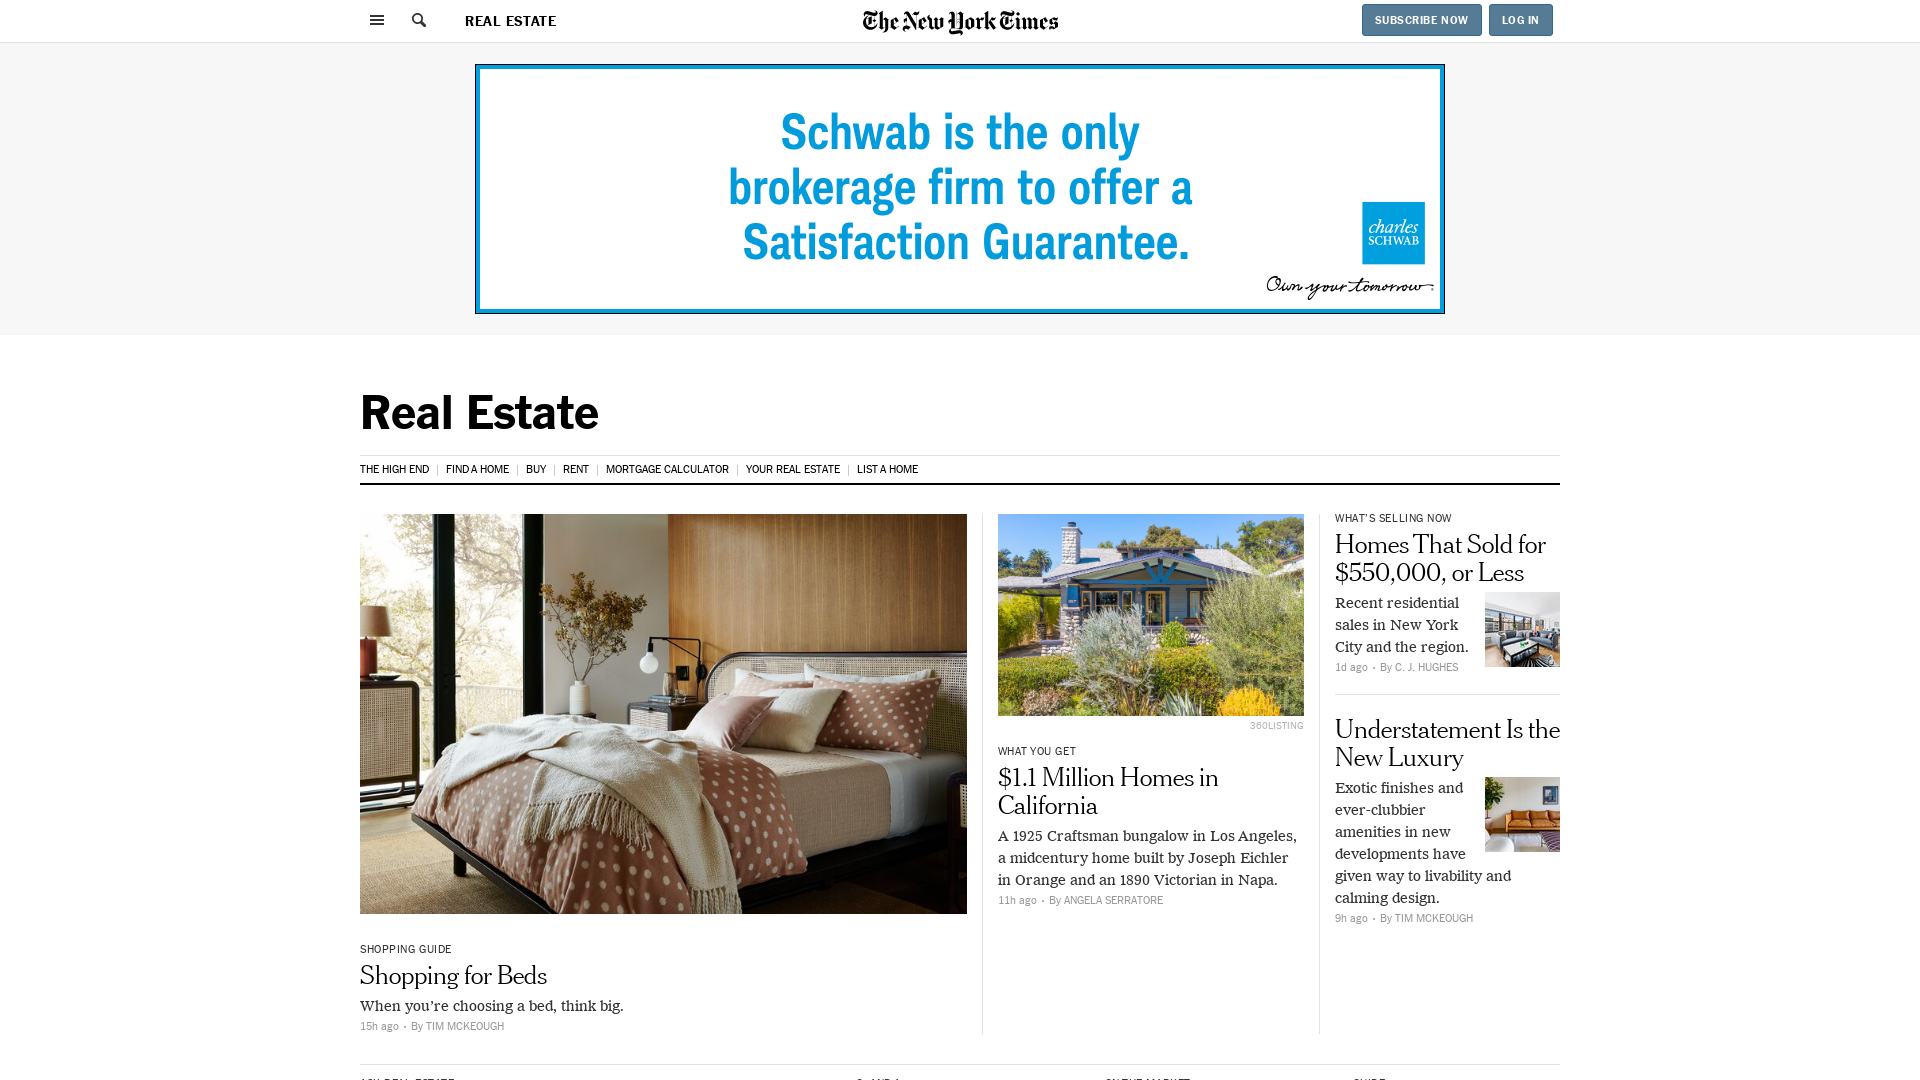 REAL ESTATE
The New York Times
SUBSCRIBE NOW
LOG IN
Schwab is the only
brokerage firm to offer a
Satisfaction Guarantee.
charles
SCHWAB
Own your tomorrow.
Real Estate
THE HIGH END
FIND A HOME
BUY
RENT
MORTGAGE CALCULATOR
YOUR REAL ESTATE
LIST A HOME
SHOPPING GUIDE
Shopping for Beds
When you’re choosing a bed, think big.
15h ago • By TIM MCKEOUGH
360LISTING
WHAT YOU GET
$1.1 Million Homes in
California
A 1925 Craftsman bungalow in Los Angeles,
a midcentury home built by Joseph Eichler
in Orange and an 1890 Victorian in Napa.
11h ago • By ANGELA SERRATORE
WHAT’S SELLING NOW
Homes That Sold for
$550,000, or Less
Recent residential
sales in New York
City and the region.
1d ago • By C. J. HUGHES
Understatement Is the
New Luxury
Exotic finishes and
ever-clubbier
amenities in new
developments have
given way to livability and
calming design.
9h ago • By TIM MCKEOUGH